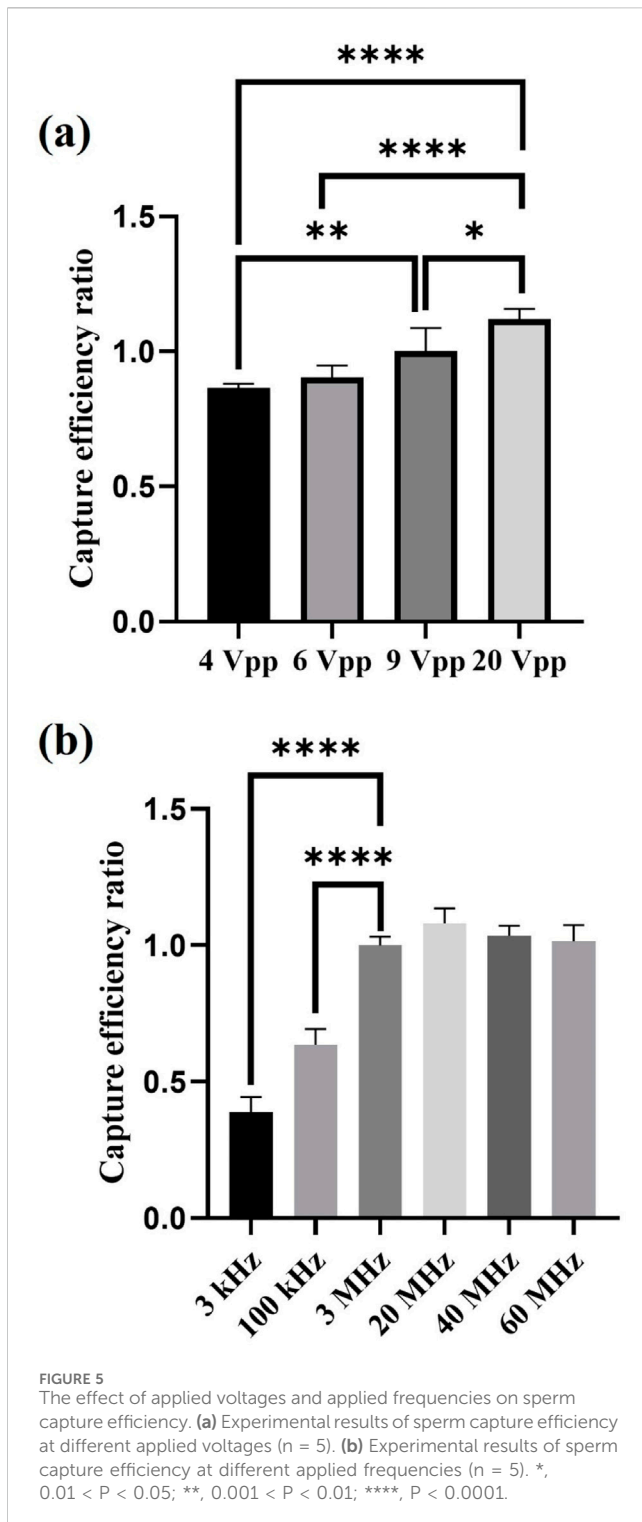 (a)
****
****
**
*
Capture efficiency ratio
1.5
1.0
0.5
0.0
4 Vpp 6 Vpp 9 Vpp 20 Vpp
(b)
****
****
Capture efficiency ratio
1.5
1.0
0.5
0.0
3 kHz
100 kHz
3 MHz
20 MHz
40 MHz
60 MHz
FIGURE 5
The effect of applied voltages and applied frequencies on sperm
capture efficiency. (a) Experimental results of sperm capture efficiency
at different applied voltages (n = 5). (b) Experimental results of sperm
capture efficiency at different applied frequencies (n = 5). *,
0.01 < P < 0.05; **, 0.001 < P < 0.01; ****, P < 0.0001.